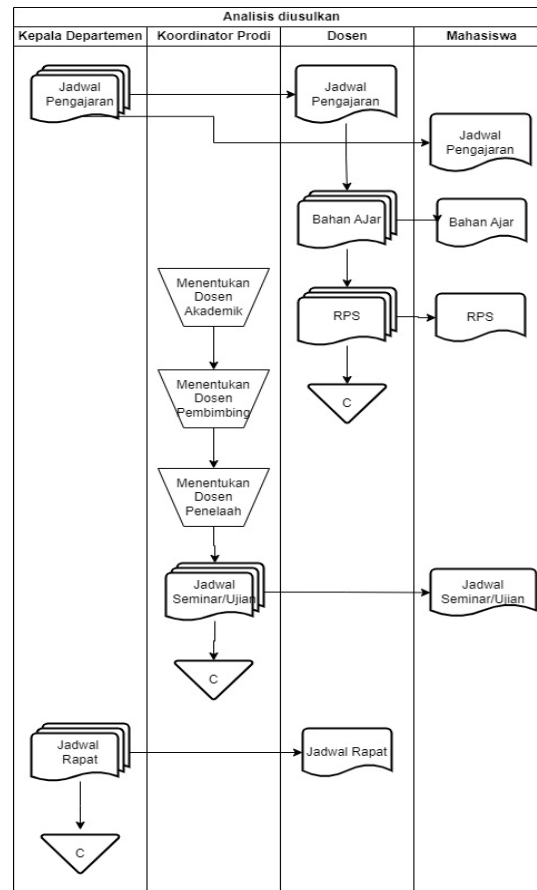 Analisis diusulkan
Kepala Departemen
Koordinator Prodi
Dosen
Mahasiswa
Jadwal
Pengajaran
Jadwal
Pengajaran
Jadwal
Pengajaran
Bahan AJar
Bahan Ajar
Menentukan
Dosen
Akademik
RPS
RPS
Menentukan
Dosen
Pembimbing
C
Menentukan
Dosen
Penelaah
Jadwal
Seminar/Ujian
Jadwal
Seminar/Ujian
C
Jadwal
Rapat
Jadwal Rapat
C